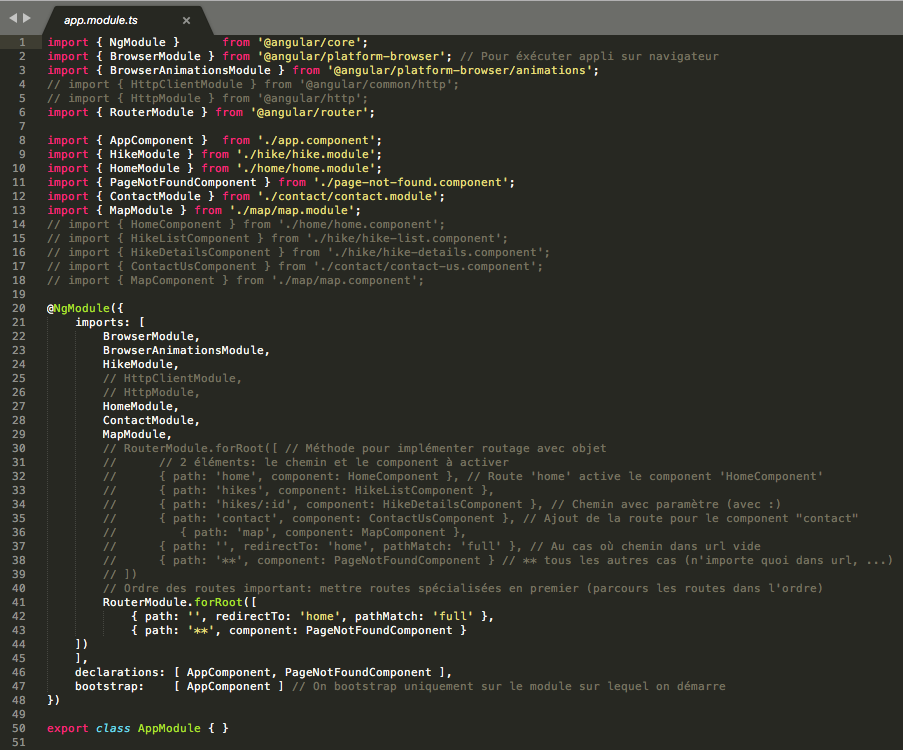 app.module.ts ×
1 import { NgModule }      from '@angular/core';
2 import { BrowserModule } from '@angular/platform-browser'; // Pour éxécuter appli sur navigateur
3 import { BrowserAnimationsModule } from '@angular/platform-browser/animations';
4 // import { HttpClientModule } from '@angular/common/http';
5 // import { HttpModule } from '@angular/http';
6 import { RouterModule } from '@angular/router';
7
8 import { AppComponent }  from './app.component';
9 import { HikeModule } from './hike/hike.module';
10 import { HomeModule } from './home/home.module';
11 import { PageNotFoundComponent } from './page-not-found.component';
12 import { ContactModule } from './contact/contact.module';
13 import { MapModule } from './map/map.module';
14 // import { HomeComponent } from './home/home.component';
15 // import { HikeListComponent } from './hike/hike-list.component';
16 // import { HikeDetailsComponent } from './hike/hike-details.component';
17 // import { ContactUsComponent } from './contact/contact-us.component';
18 // import { MapComponent } from './map/map.component';
19
20 @NgModule({
21     imports: [
22         BrowserModule,
23         BrowserAnimationsModule,
24         HikeModule,
25         // HttpClientModule,
26         // HttpModule,
27         HomeModule,
28         ContactModule,
29         MapModule,
30         // RouterModule.forRoot([ // Méthode pour implémenter routage avec objet
31         //      // 2 éléments: le chemin et le component à activer
32         //      { path: 'home', component: HomeComponent }, // Route 'home' active le component 'HomeComponent'
33         //      { path: 'hikes', component: HikeListComponent },
34         //      { path: 'hikes/:id', component: HikeDetailsComponent }, // Chemin avec paramètre (avec :)
35         //      { path: 'contact', component: ContactUsComponent }, // Ajout de la route pour le component "contact"
36         //         { path: 'map', component: MapComponent },
37         //      { path: '', redirectTo: 'home', pathMatch: 'full' }, // Au cas où chemin dans url vide
38         //      { path: '**', component: PageNotFoundComponent } // ** tous les autres cas (n'importe quoi dans url, ...)
39         // ])
40         // Ordre des routes important: mettre routes spécialisées en premier (parcours les routes dans l'ordre)
41         RouterModule.forRoot([
42             { path: '', redirectTo: 'home', pathMatch: 'full' },
43             { path: '**', component: PageNotFoundComponent }
44     ])
45     ],
46     declarations: [ AppComponent, PageNotFoundComponent ],
47     bootstrap:    [ AppComponent ] // On bootstrap uniquement sur le module sur lequel on démarre
48 })
49
50 export class AppModule { }
51